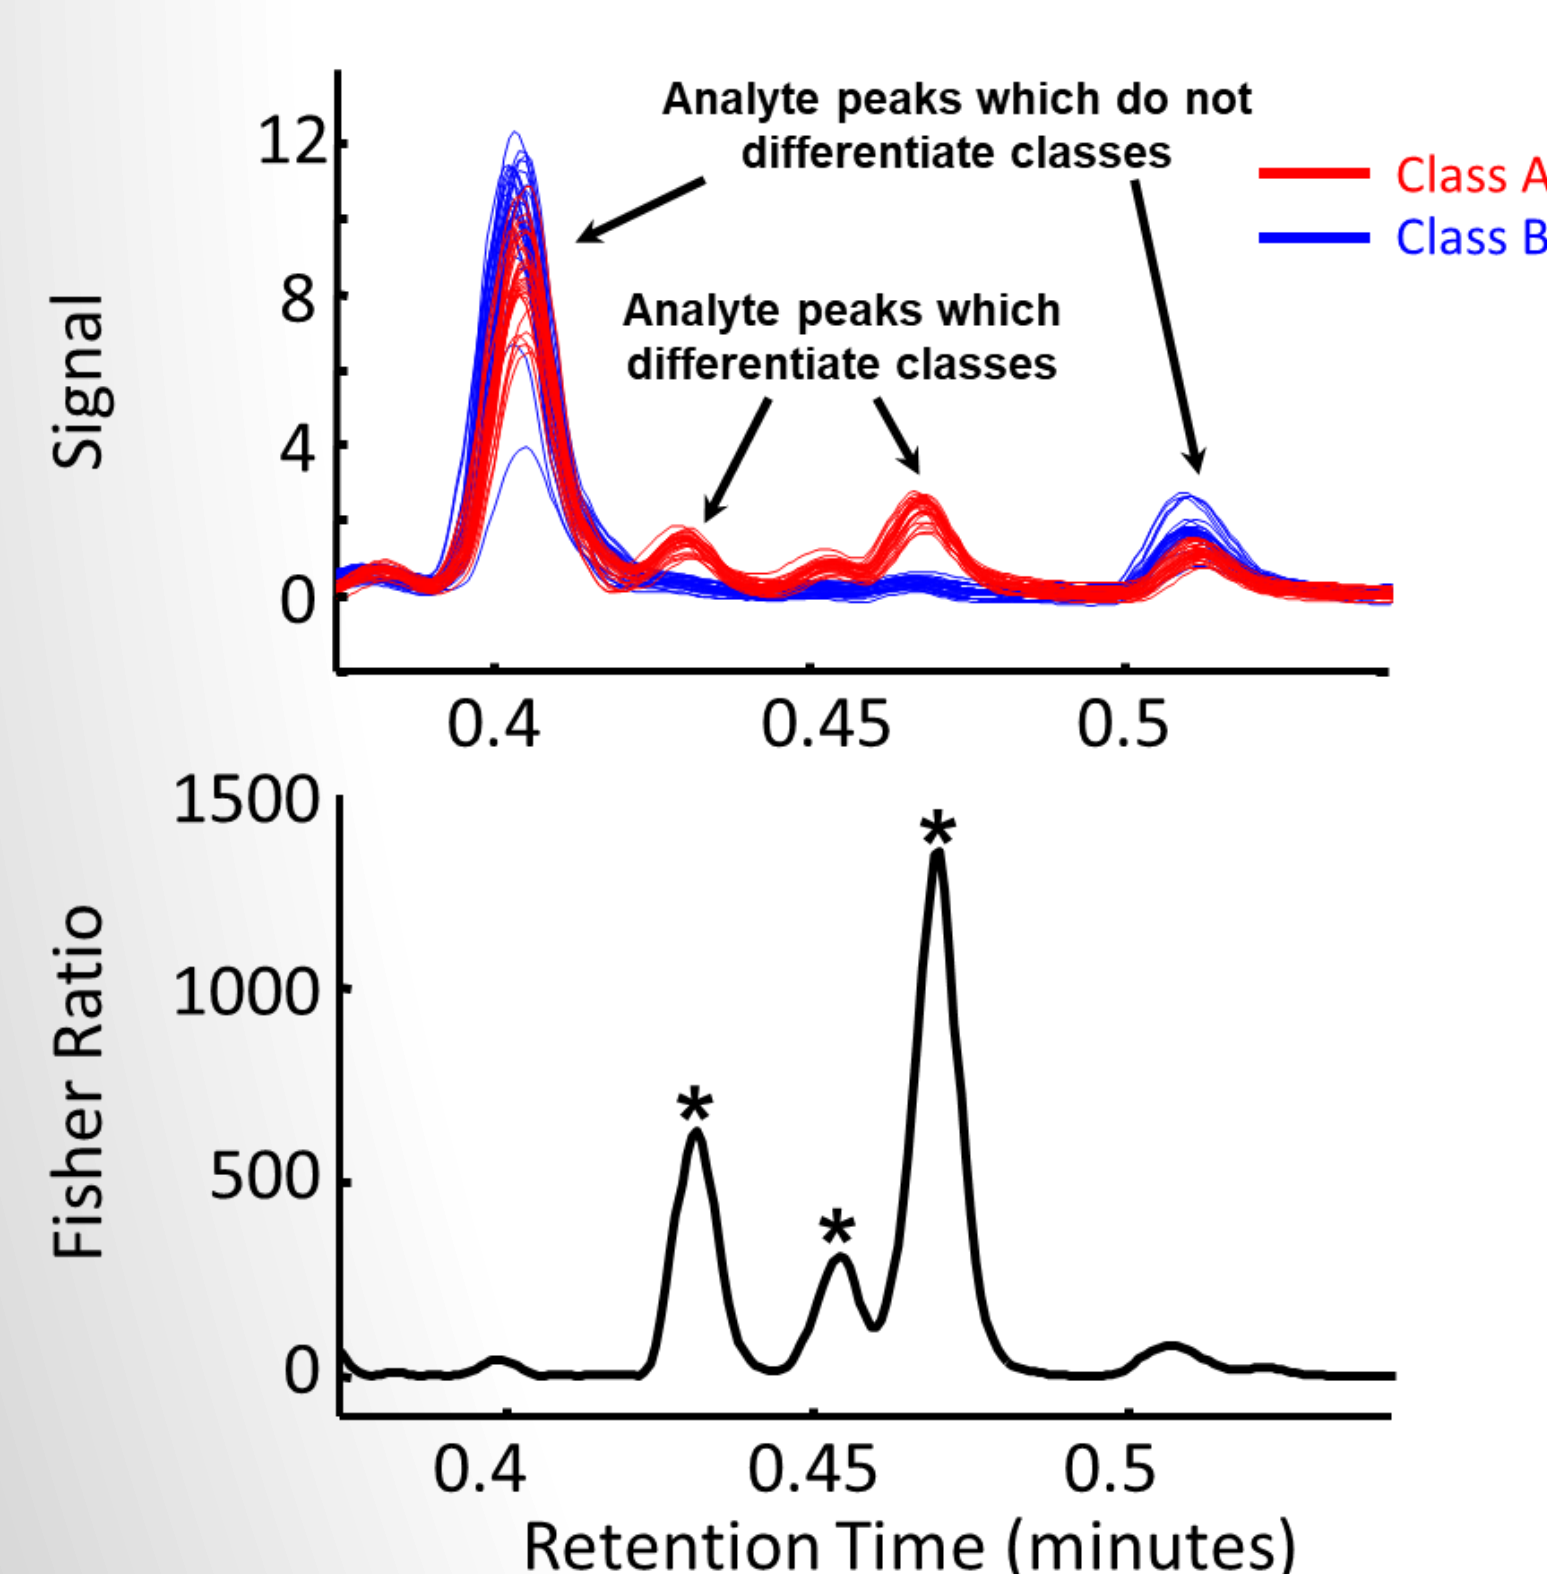 Analyte peaks which do not
differentiate classes
Class A
Class B
Analyte peaks which
differentiate classes
Signal
12
8
4
0
0.4
0.45
0.5
Fisher Ratio
1500
1000
500
0
*
*
*
0.4
0.45
0.5
Retention Time (minutes)